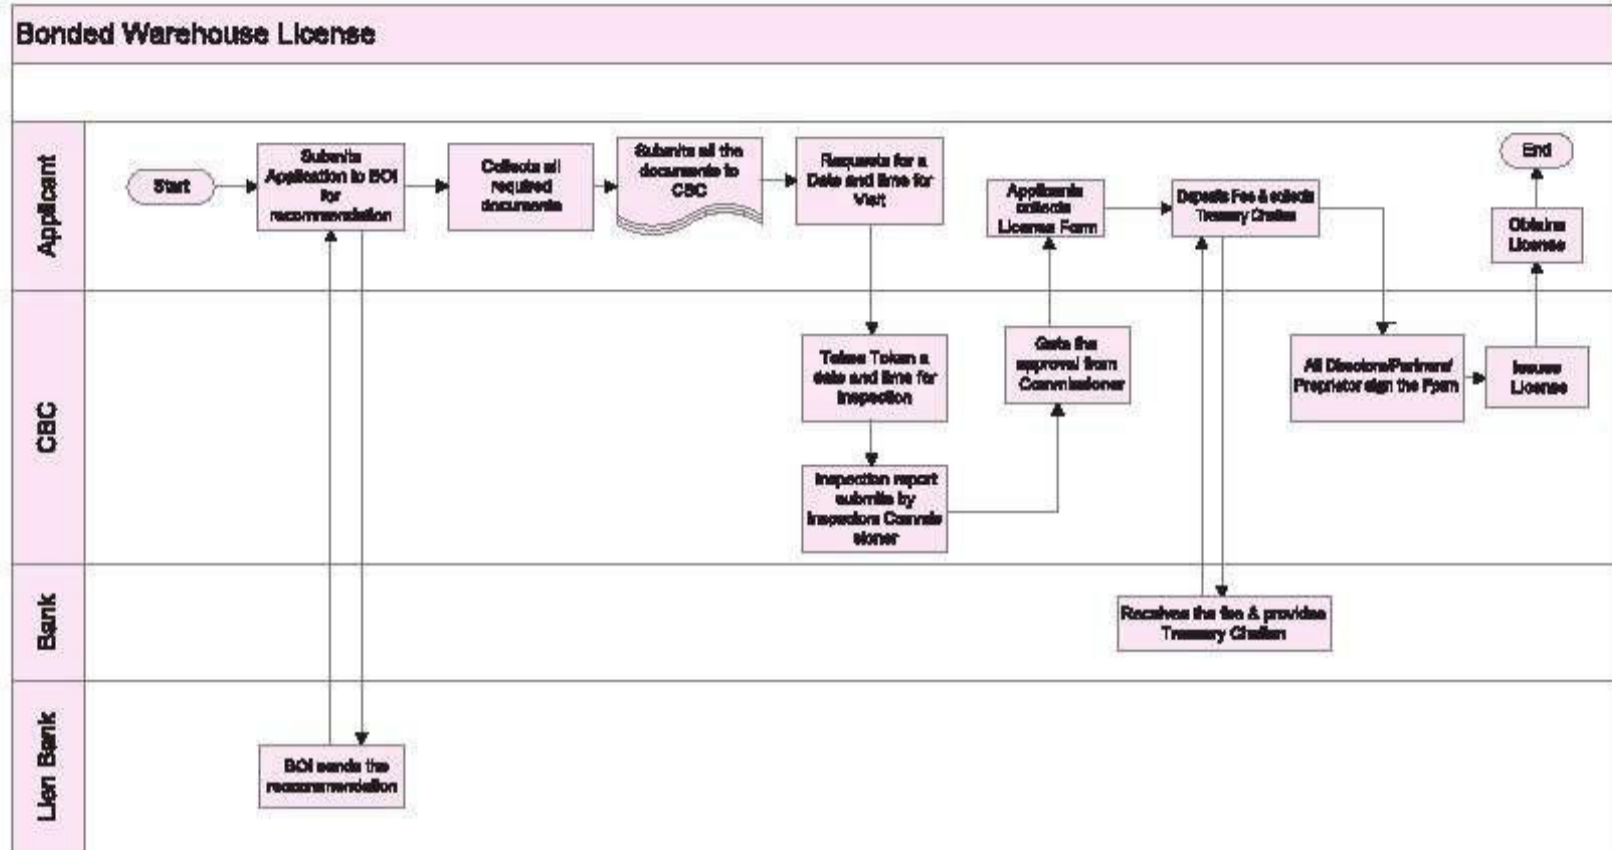 Bonded Warehouse License
Applicant
Start
Submits
Application to BOI
for
recommendation
Collects all
required
documents
Submits all the
documents to
CBC
Requests for a
Date and time for
Visit
Applicants
collects
License Form
Deposits Fee & collects
Treasury Challan
End
Obtains
License
CBC
Takes Token a
date and time for
Inspection
Gets the
approval from
Commissioner
All Directors/Partners/
Proprietor sign the
Issues
License
Inspection report
submits by
Inspectors Commis
sioner
Bank
Receives the fee & provides
Treasury Challan
Lien Bank
BOI sends the
recommendation